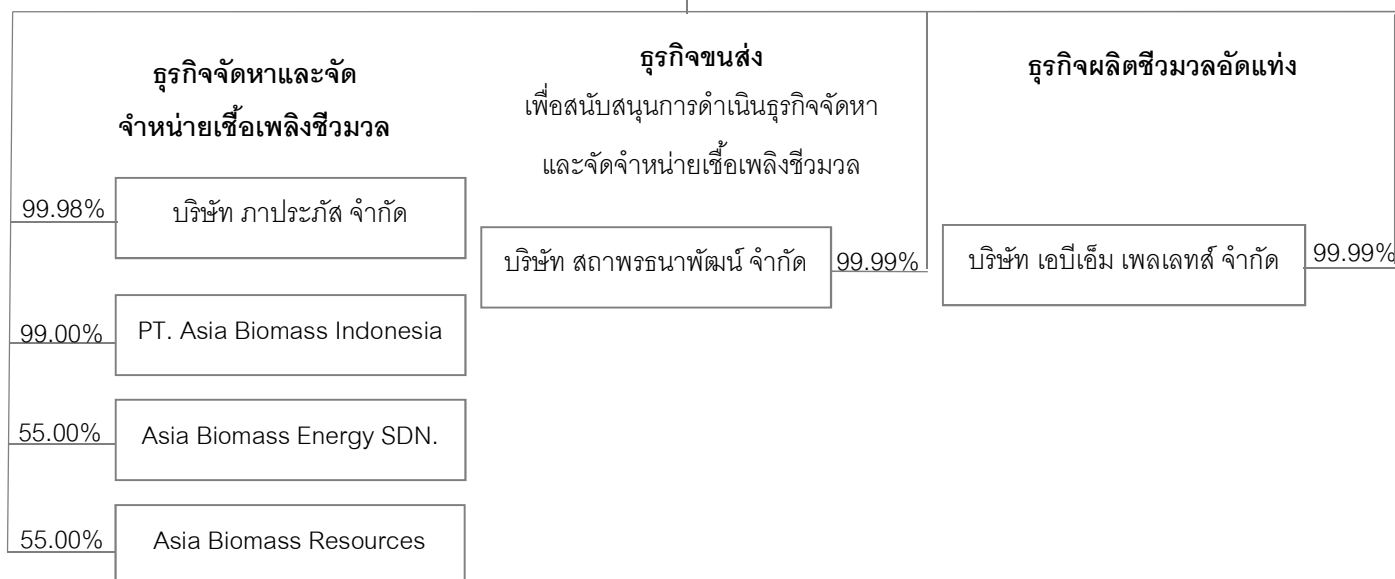 ธุรกิจจัดหาและจัด
จำหน่ายเชื้อเพลิงชีวมวล
99.98%
บริษัท ภาประภัส จำกัด
99.00%
PT. Asia Biomass Indonesia
55.00%
Asia Biomass Energy SDN.
55.00%
Asia Biomass Resources
ธุรกิจขนส่ง
เพื่อสนับสนุนการดำเนินธุรกิจจัดหา
และจัดจำหน่ายเชื้อเพลิงชีวมวล
บริษัท สถาพรธนาพัฒน์ จำกัด
99.99%
ธุรกิจผลิตชีวมวลอัดแท่ง
บริษัท เอบีเอ็ม เพลเลทส์ จำกัด
99.99%